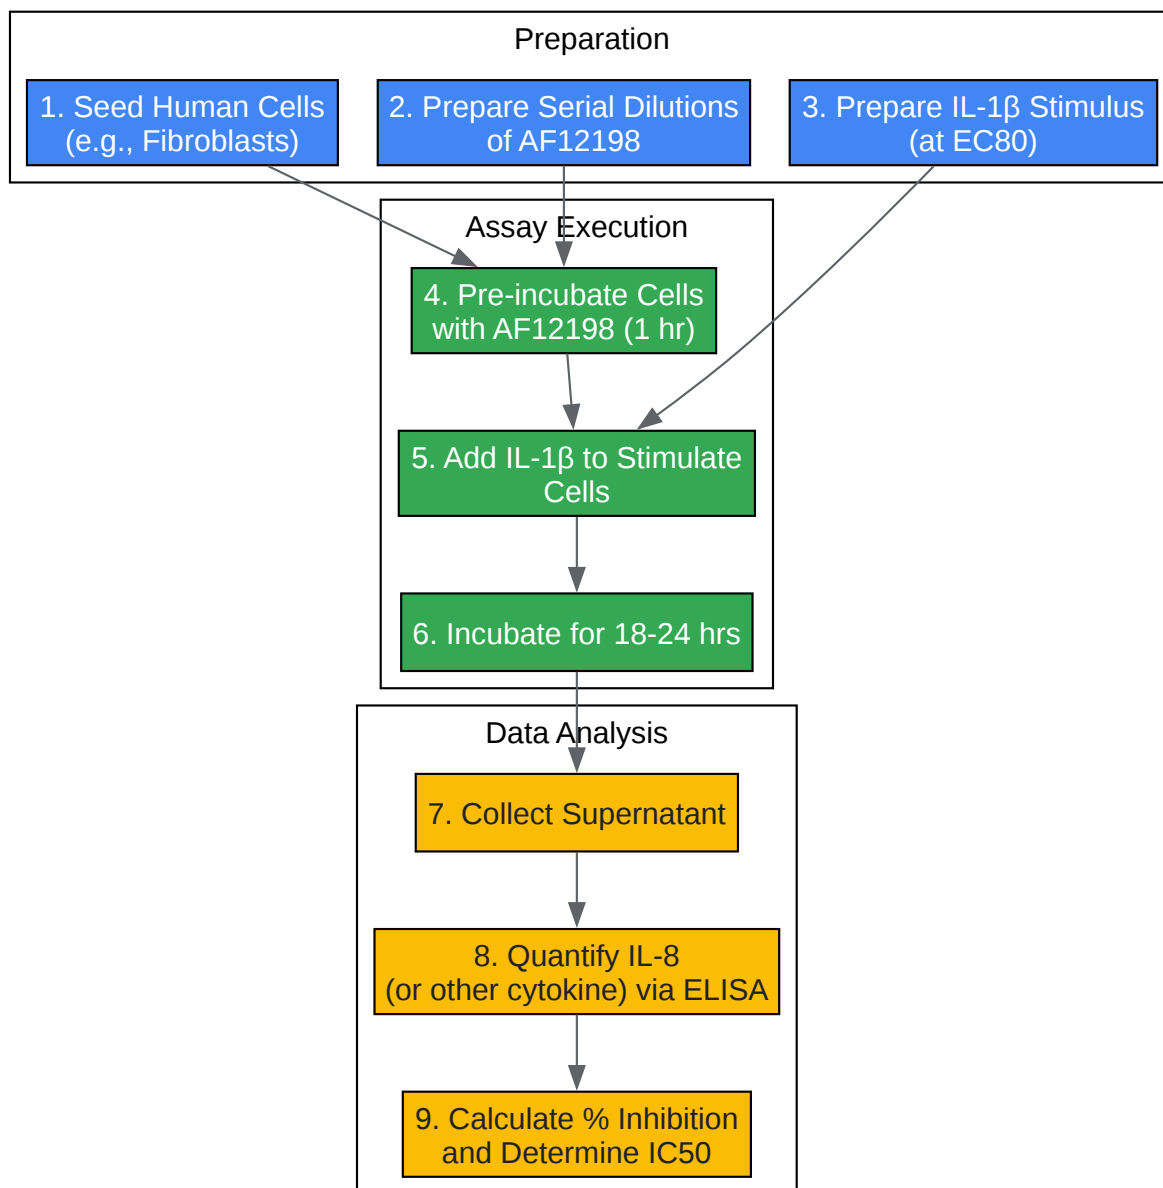 Preparation
1. Seed Human Cells
(e.g., Fibroblasts)
2. Prepare Serial Dilutions
of AF12198
3. Prepare IL-1β Stimulus
(at EC80)
Assay Execution
4. Pre-incubate Cells
with AF12198 (1 hr)
5. Add IL-1β to Stimulate
Cells
6. Incubate for 18-24 hrs
Data Analysis
7. Collect Supernatant
8. Quantify IL-8
(or other cytokine) via ELISA
9. Calculate % Inhibition
and Determine IC50